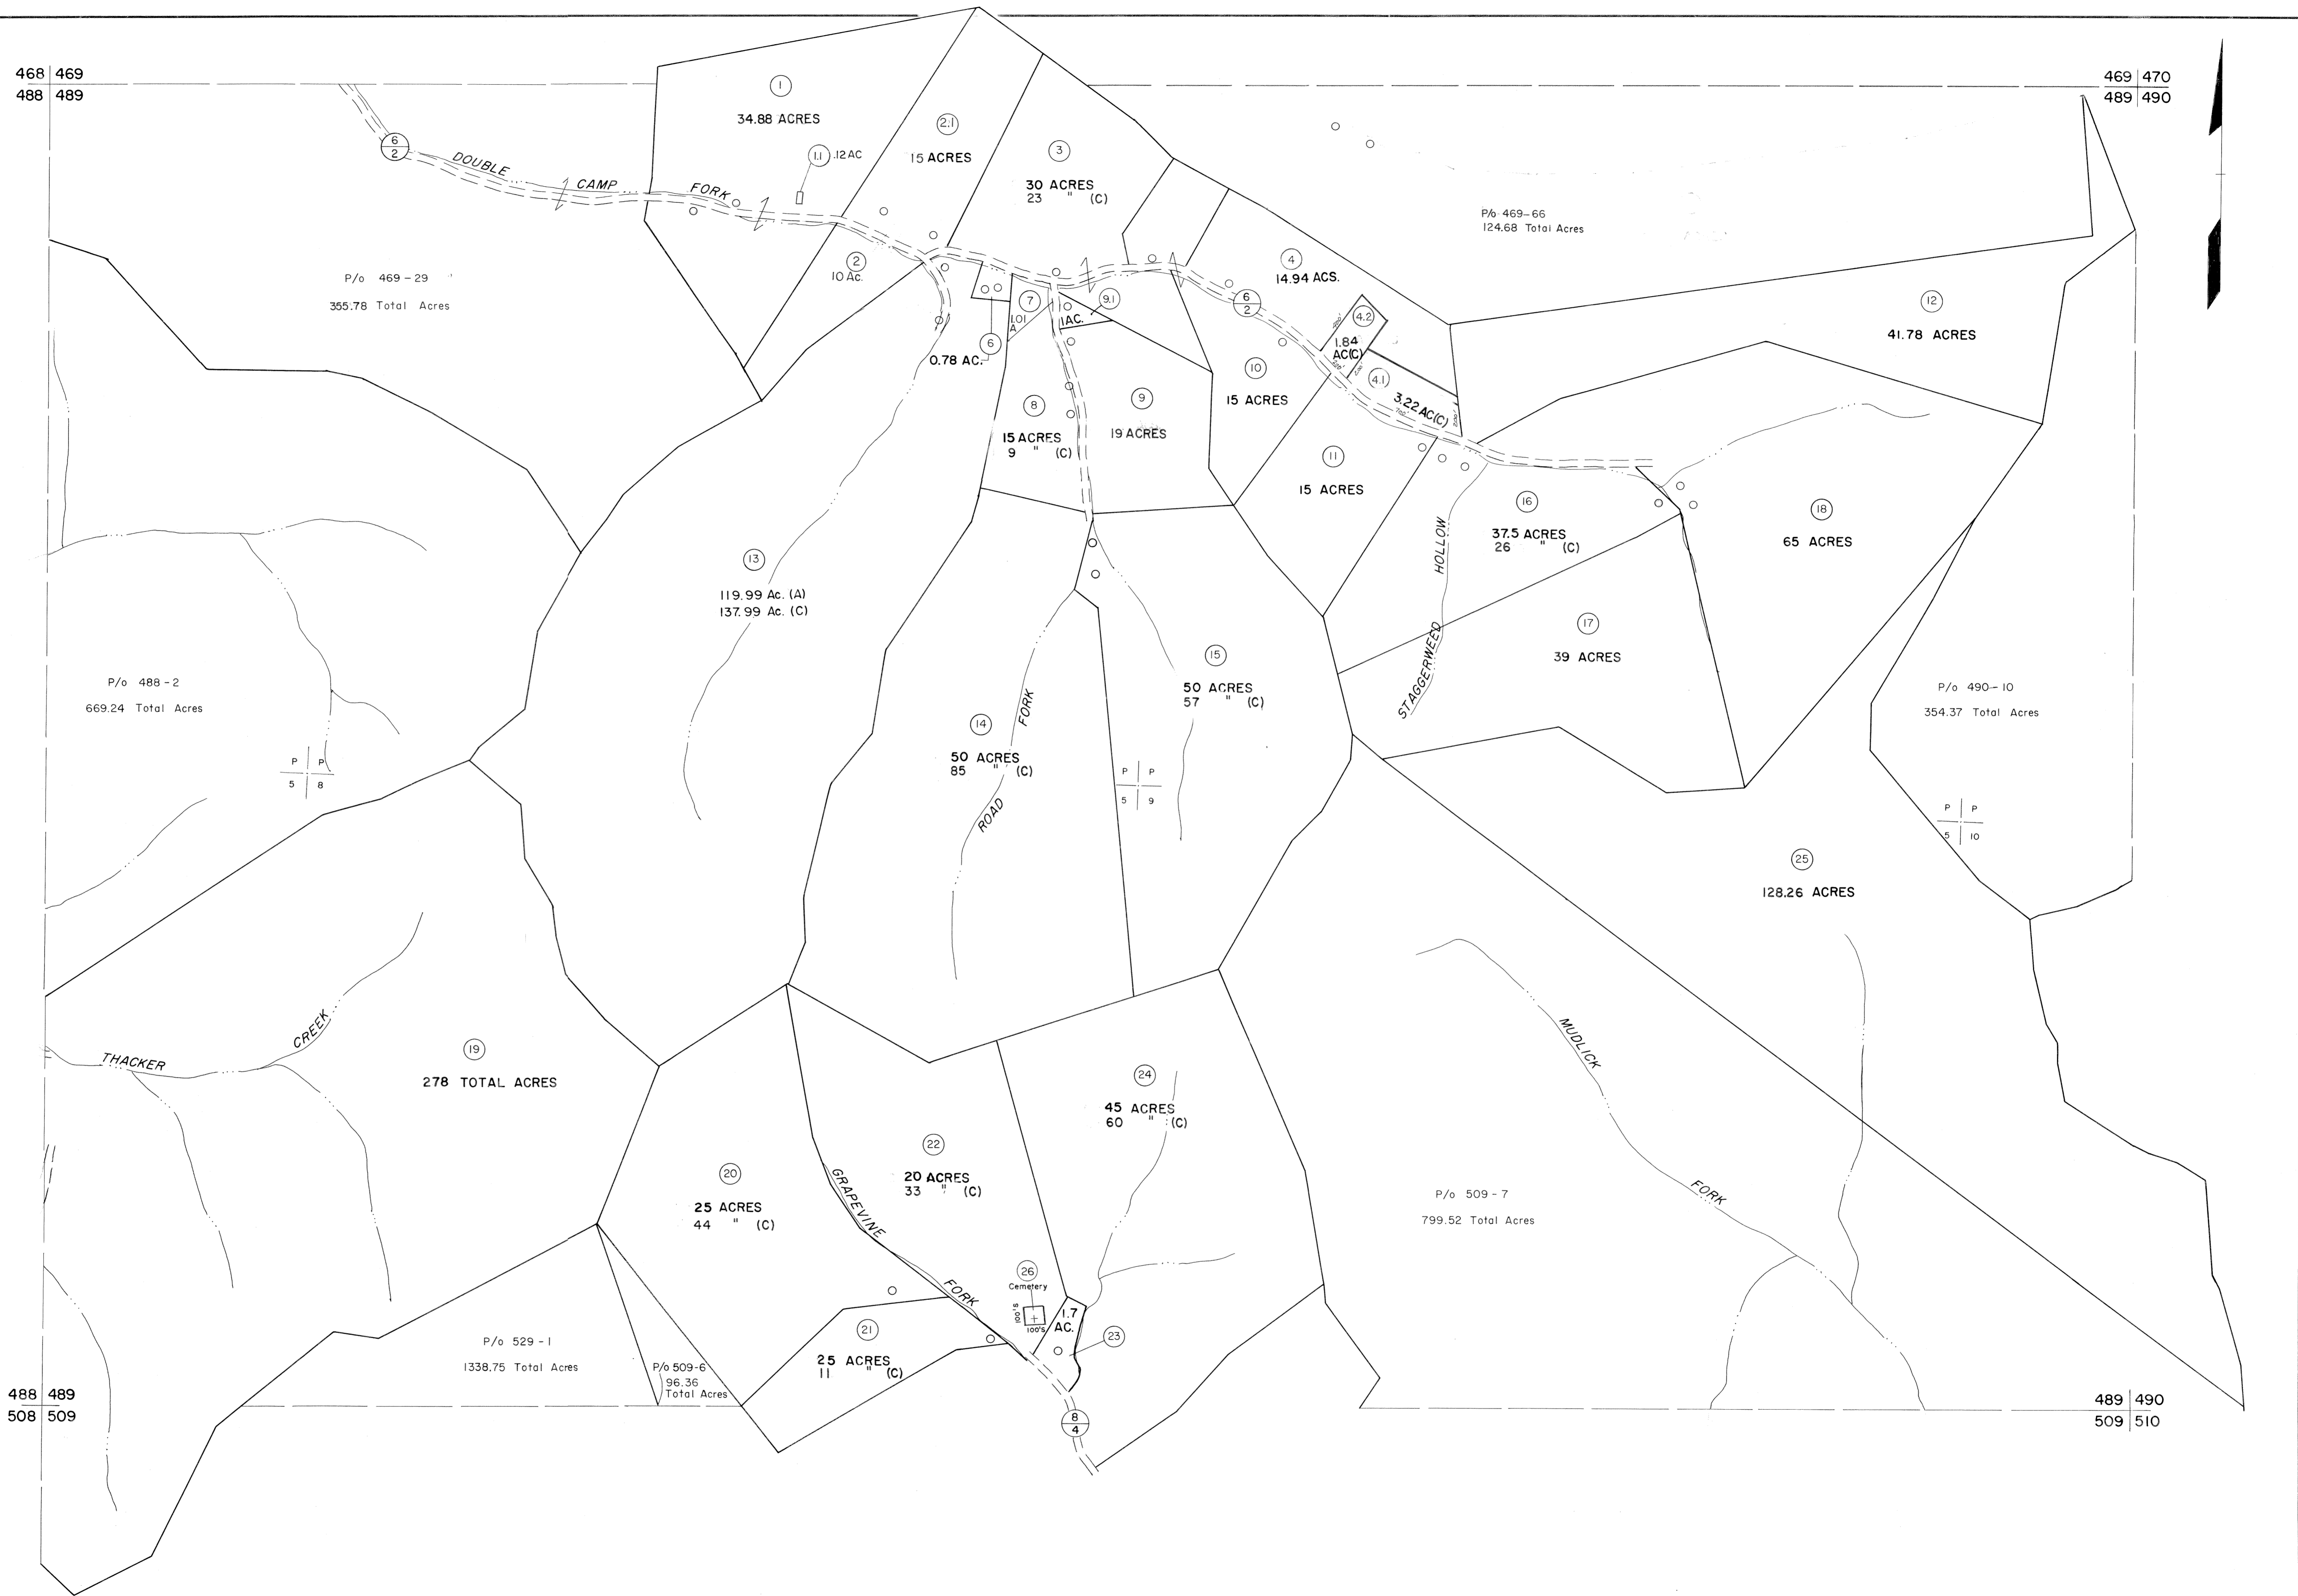 468 469
488 489
469 470
489 490
1
34.88 ACRES
1.1 .12 AC
2.1
15 ACRES
3
30 ACRES
23 " (C)
6
2
DOUBLE CAMP FORK
P/o 469-66
124.68 Total Acres
2
10 Ac.
4
14.94 ACS.
P/o 469-29
355.78 Total Acres
7
1.01
A
9.1
1 AC.
6
2
4.2
1.84
AC(C)
12
41.78 ACRES
6
0.78 AC.
4.1
3.22 AC(C)
10
15 ACRES
8
15 ACRES
9 " (C)
9
19 ACRES
11
15 ACRES
16
37.5 ACRES
26 " (C)
18
65 ACRES
13
119.99 Ac. (A)
137.99 Ac. (C)
STAGGERWEED HOLLOW
17
39 ACRES
15
50 ACRES
57 " (C)
P/o 488-2
669.24 Total Acres
P/o 490-10
354.37 Total Acres
14
50 ACRES
85 " (C)
ROAD FORK
P P
5 8
P P
5 9
P P
5 10
25
128.26 ACRES
THACKER CREEK
19
278 TOTAL ACRES
MUDLICK FORK
24
45 ACRES
60 " (C)
22
20 ACRES
33 " (C)
20
25 ACRES
44 " (C)
GRAPEVINE FORK
P/o 509-7
799.52 Total Acres
26
Cemetery
100'S
100'S
1.7
AC.
23
21
25 ACRES
11 " (C)
P/o 529-1
1338.75 Total Acres
P/o 509-6
96.36
Total Acres
488 489
508 509
8
4
489 490
509 510